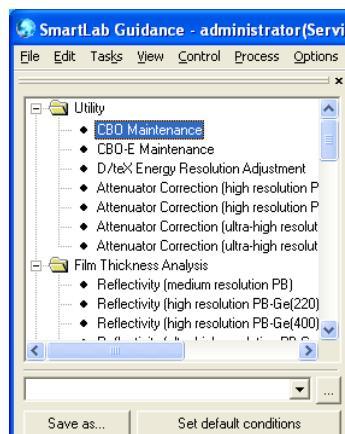 SmartLab Guidance - administrator(Servi
File Edit Tasks View Control Process Options
Utility
CBO Maintenance
CBO-E Maintenance
D/teX Energy Resolution Adjustment
Attenuator Correction (high resolution P
Attenuator Correction (high resolution P
Attenuator Correction (ultra-high resolut
Attenuator Correction (ultra-high resolut
Film Thickness Analysis
Reflectivity (medium resolution PB)
Reflectivity (high resolution PB-Ge(220)
Reflectivity (high resolution PB-Ge(400)
...
Save as... Set default conditions